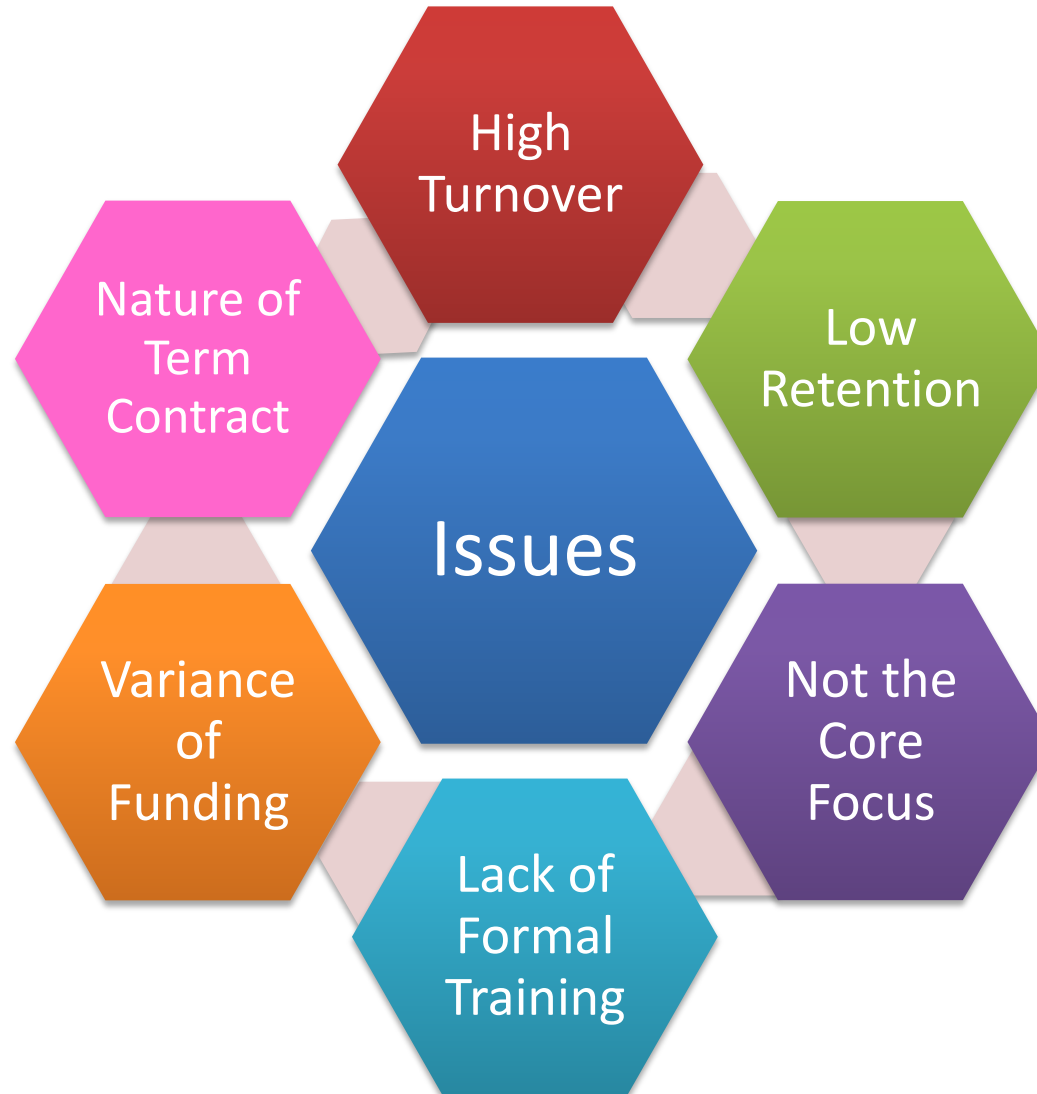 High
Turnover
Low
Retention
Not the
Core
Focus
Lack of
Formal
Training
Variance
of
Funding
Nature of
Term
Contract
Issues